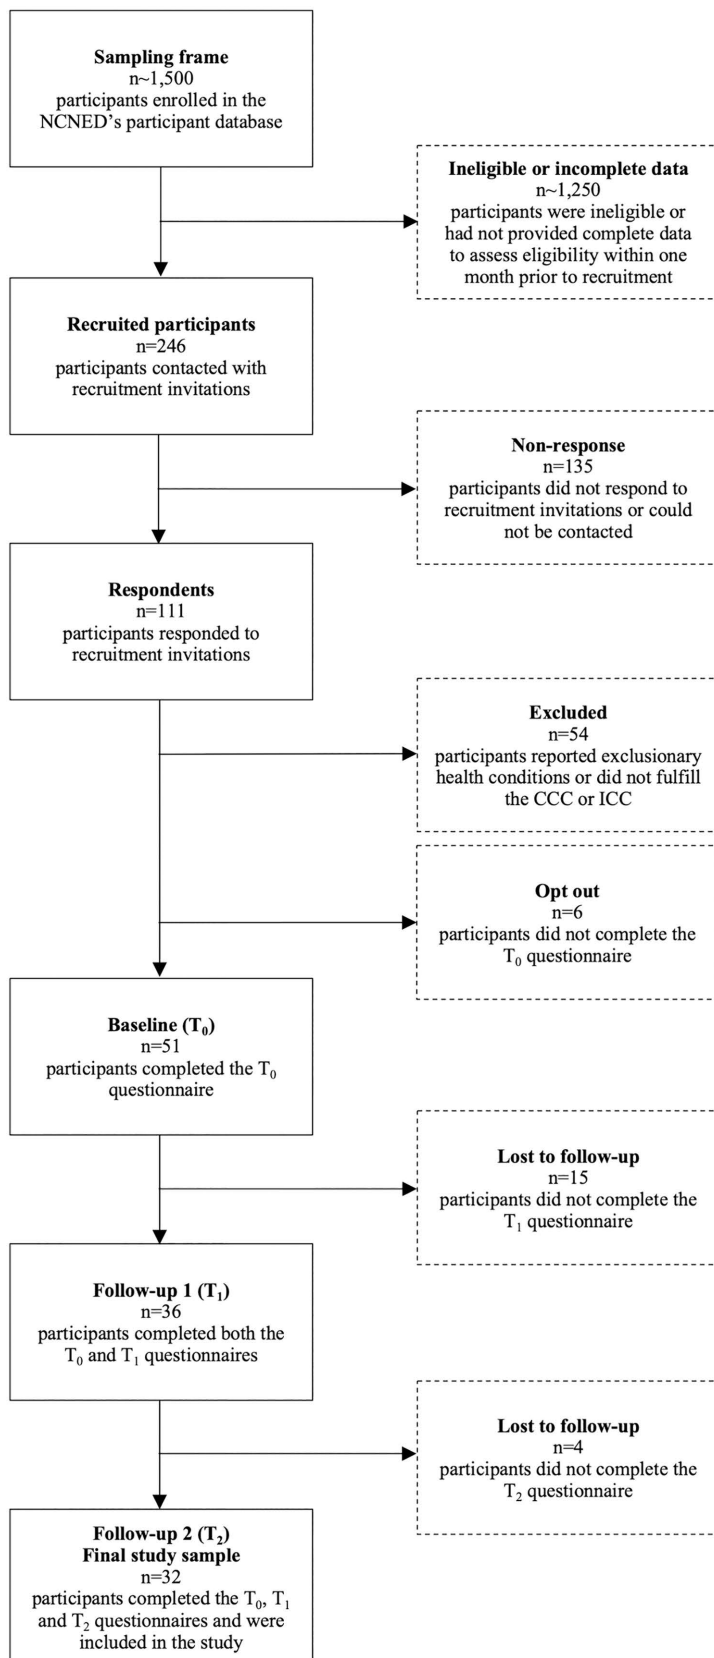 Sampling frame
n~1,500
participants enrolled in the
NCNED's participant database
Ineligible or incomplete data
n~1,250
participants were ineligible or
had not provided complete data
to assess eligibility within one
month prior to recruitment
Recruited participants
n=246
participants contacted with
recruitment invitations
Non-response
n=135
participants did not respond to
recruitment invitations or could
not be contacted
Respondents
n=111
participants responded to
recruitment invitations
Excluded
n=54
participants reported exclusionary
health conditions or did not fulfill
the CCC or ICC
Opt out
n=6
participants did not complete the
T₀ questionnaire
Baseline (T₀)
n=51
participants completed the T₀
questionnaire
Lost to follow-up
n=15
participants did not complete the
T₁ questionnaire
Follow-up 1 (T₁)
n=36
participants completed both the
T₀ and T₁ questionnaires
Lost to follow-up
n=4
participants did not complete the
T₂ questionnaire
Follow-up 2 (T₂)
Final study sample
n=32
participants completed the T₀, T₁
and T₂ questionnaires and were
included in the study